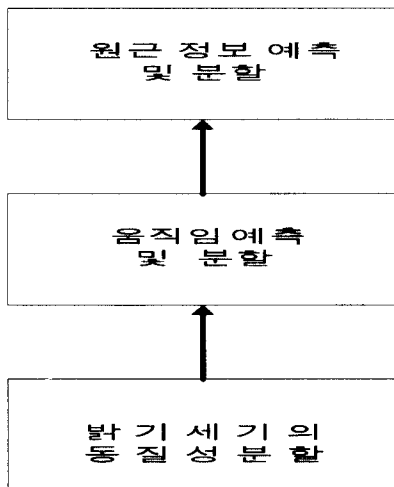 원근 정보 예측
및 분할
움직임 예측
및 분할
밝 기 세 기 의
동 질 성 분 할